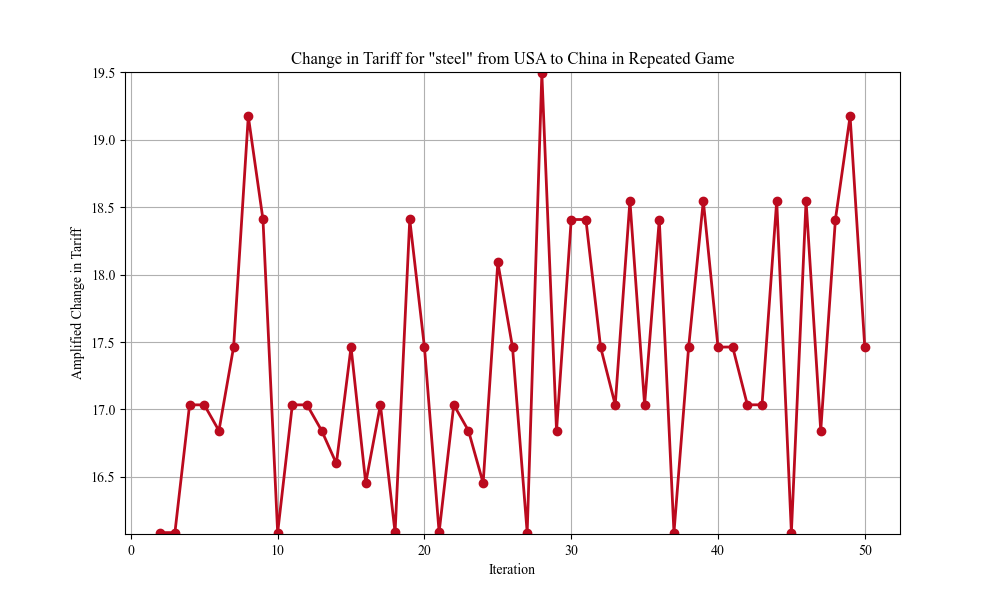 Change in Tariff for "steel" from USA to China in Repeated Game
19.5
19.0
18.5
18.0
17.5
17.0
16.5
Amplified Change in Tariff
0 10 20 30 40 50
Iteration